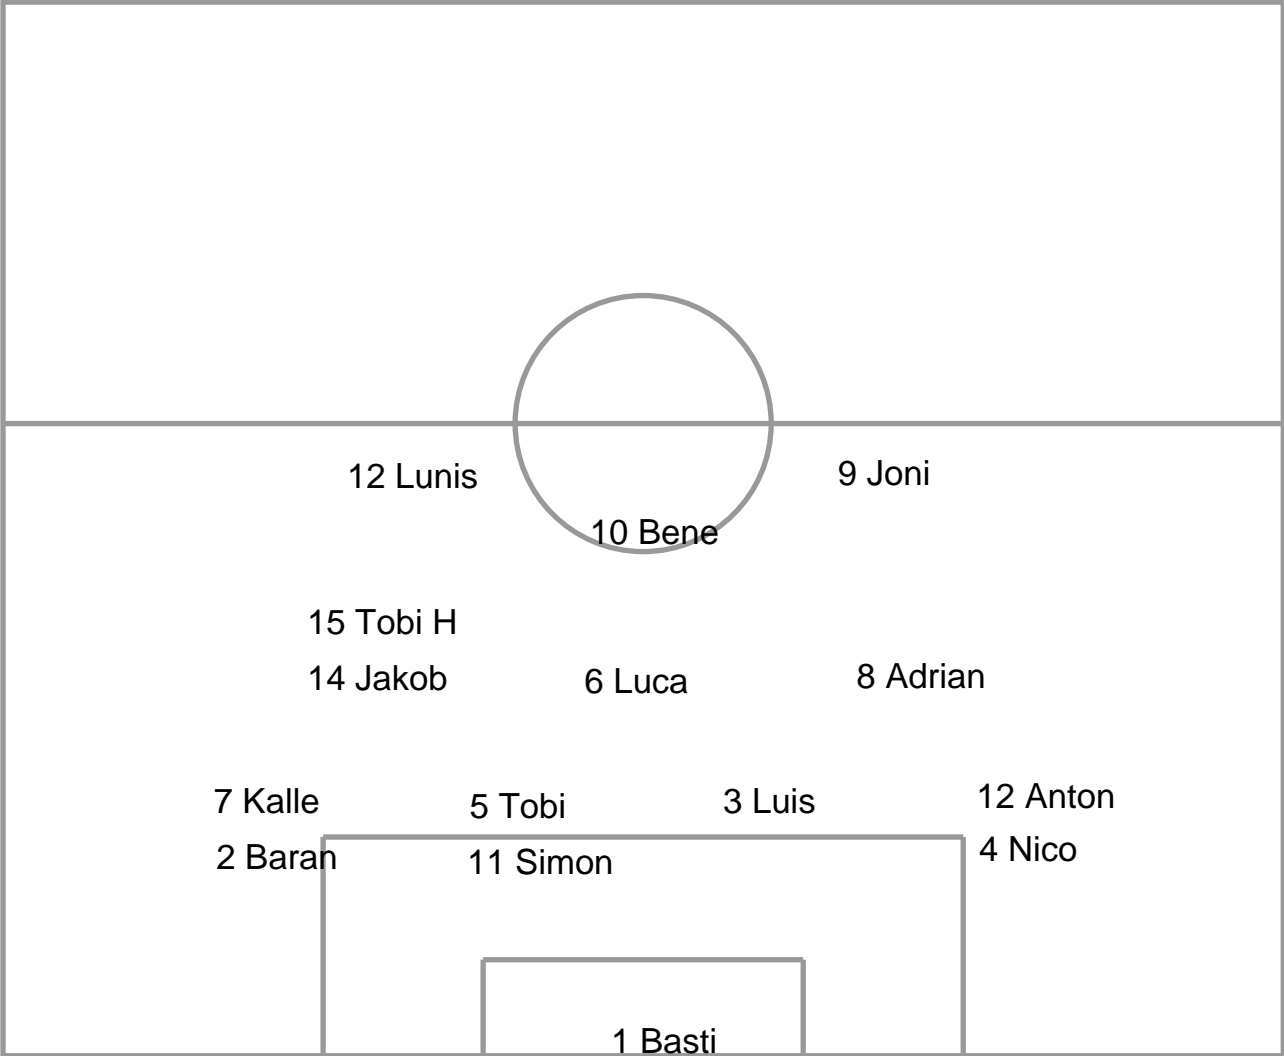 12 Lunis
9 Joni
10 Bene
15 Tobi H
14 Jakob
6 Luca
8 Adrian
7 Kalle
5 Tobi
3 Luis
12 Anton
2 Baran
11 Simon
4 Nico
1 Basti